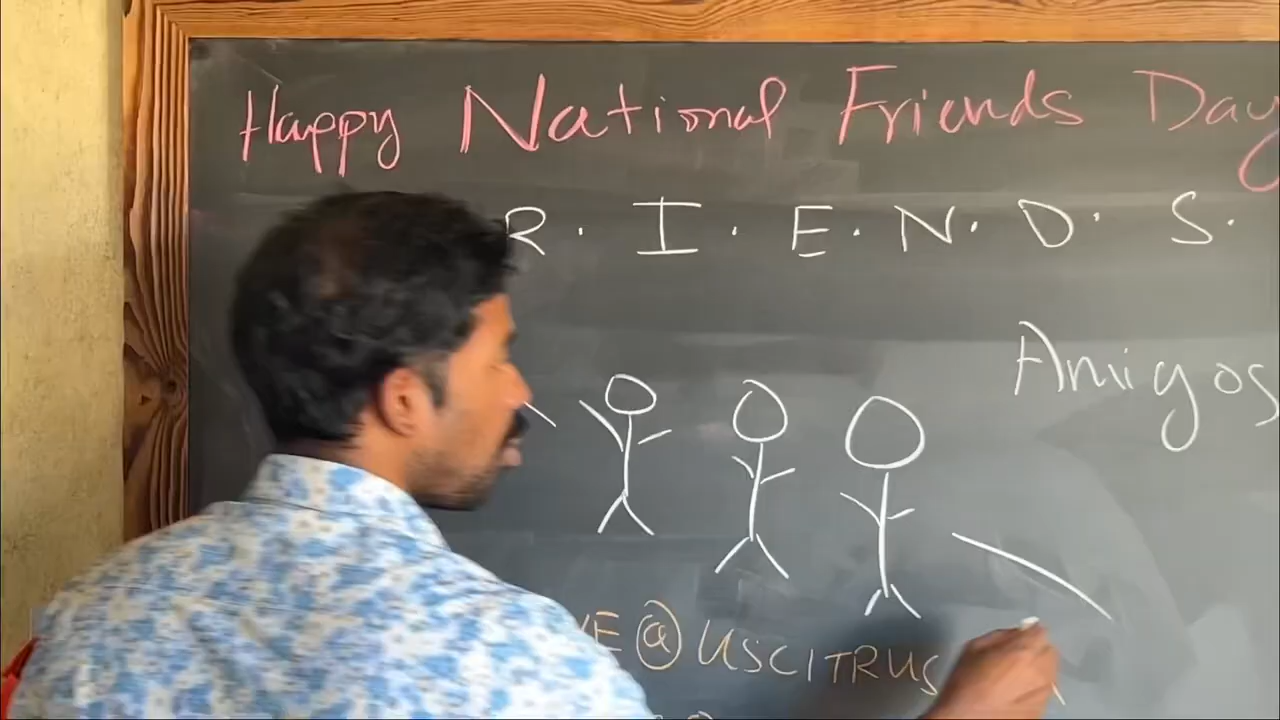 Happy National Friends Day
R. I. E. N. D. S.
Amigos
E @ USCITRUS